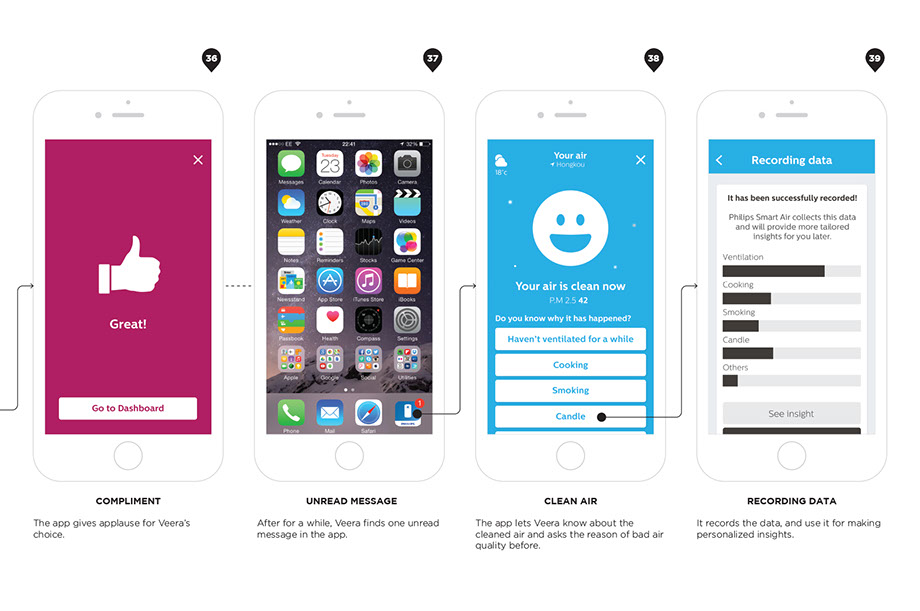 36
37
38
39
Great!
Go to Dashboard
COMPLIMENT
The app gives applause for Veera's
choice.
EE
22:41
32%
Messages
Tuesday
23
Calendar
Photos
Camera
Weather
Clock
Maps
Videos
Notes
Reminders
Stocks
Game Center
Newsstand
App Store
iTunes Store
iBooks
Passbook
Health
Compass
Settings
Apple
Google
Social
Utilities
1
Phone
Mail
Safari
UNREAD MESSAGE
After for a while, Veera finds one unread
message in the app.
18°c
Your air
Hongkou
Your air is clean now
P.M 2.5 42
Do you know why it has happened?
Haven't ventilated for a while
Cooking
Smoking
Candle
CLEAN AIR
The app lets Veera know about the
cleaned air and asks the reason of bad air
quality before.
Recording data
It has been successfully recorded!
Philips Smart Air collects this data
and will provide more tailored
insights for you later.
Ventilation
Cooking
Smoking
Candle
Others
See insight
RECORDING DATA
It records the data, and use it for making
personalized insights.